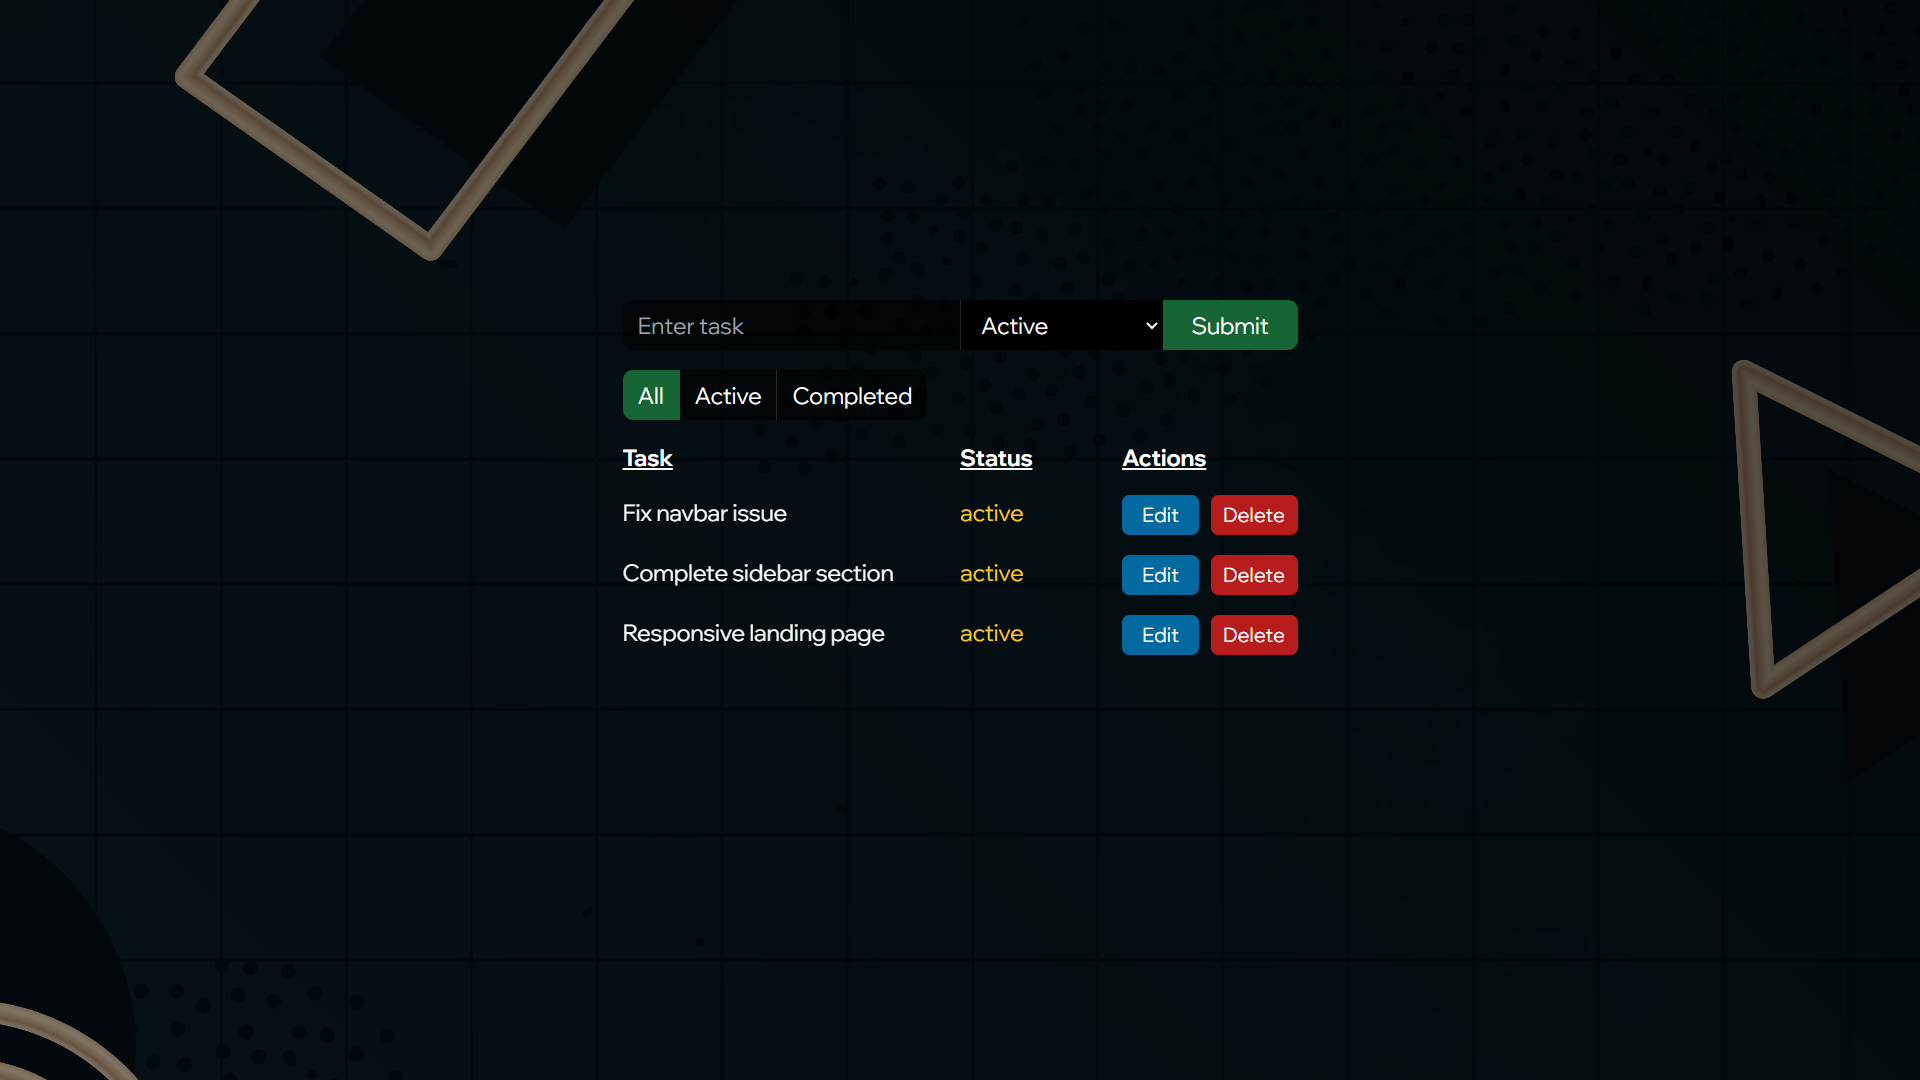 Enter task Active Submit
All Active Completed
Task Status Actions
Fix navbar issue active Edit Delete
Complete sidebar section active Edit Delete
Responsive landing page active Edit Delete